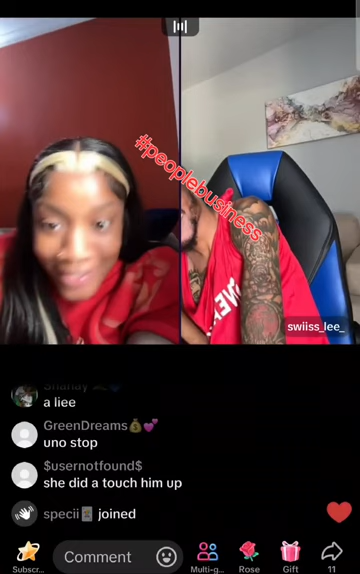 #peoplebusiness
swiiss_lee_
a liee
GreenDreams💰💕
uno stop
$usernotfound$
she did a touch him up
specii🃏 joined
Comment
Subscr...
Multi-g...
Rose
Gift
11